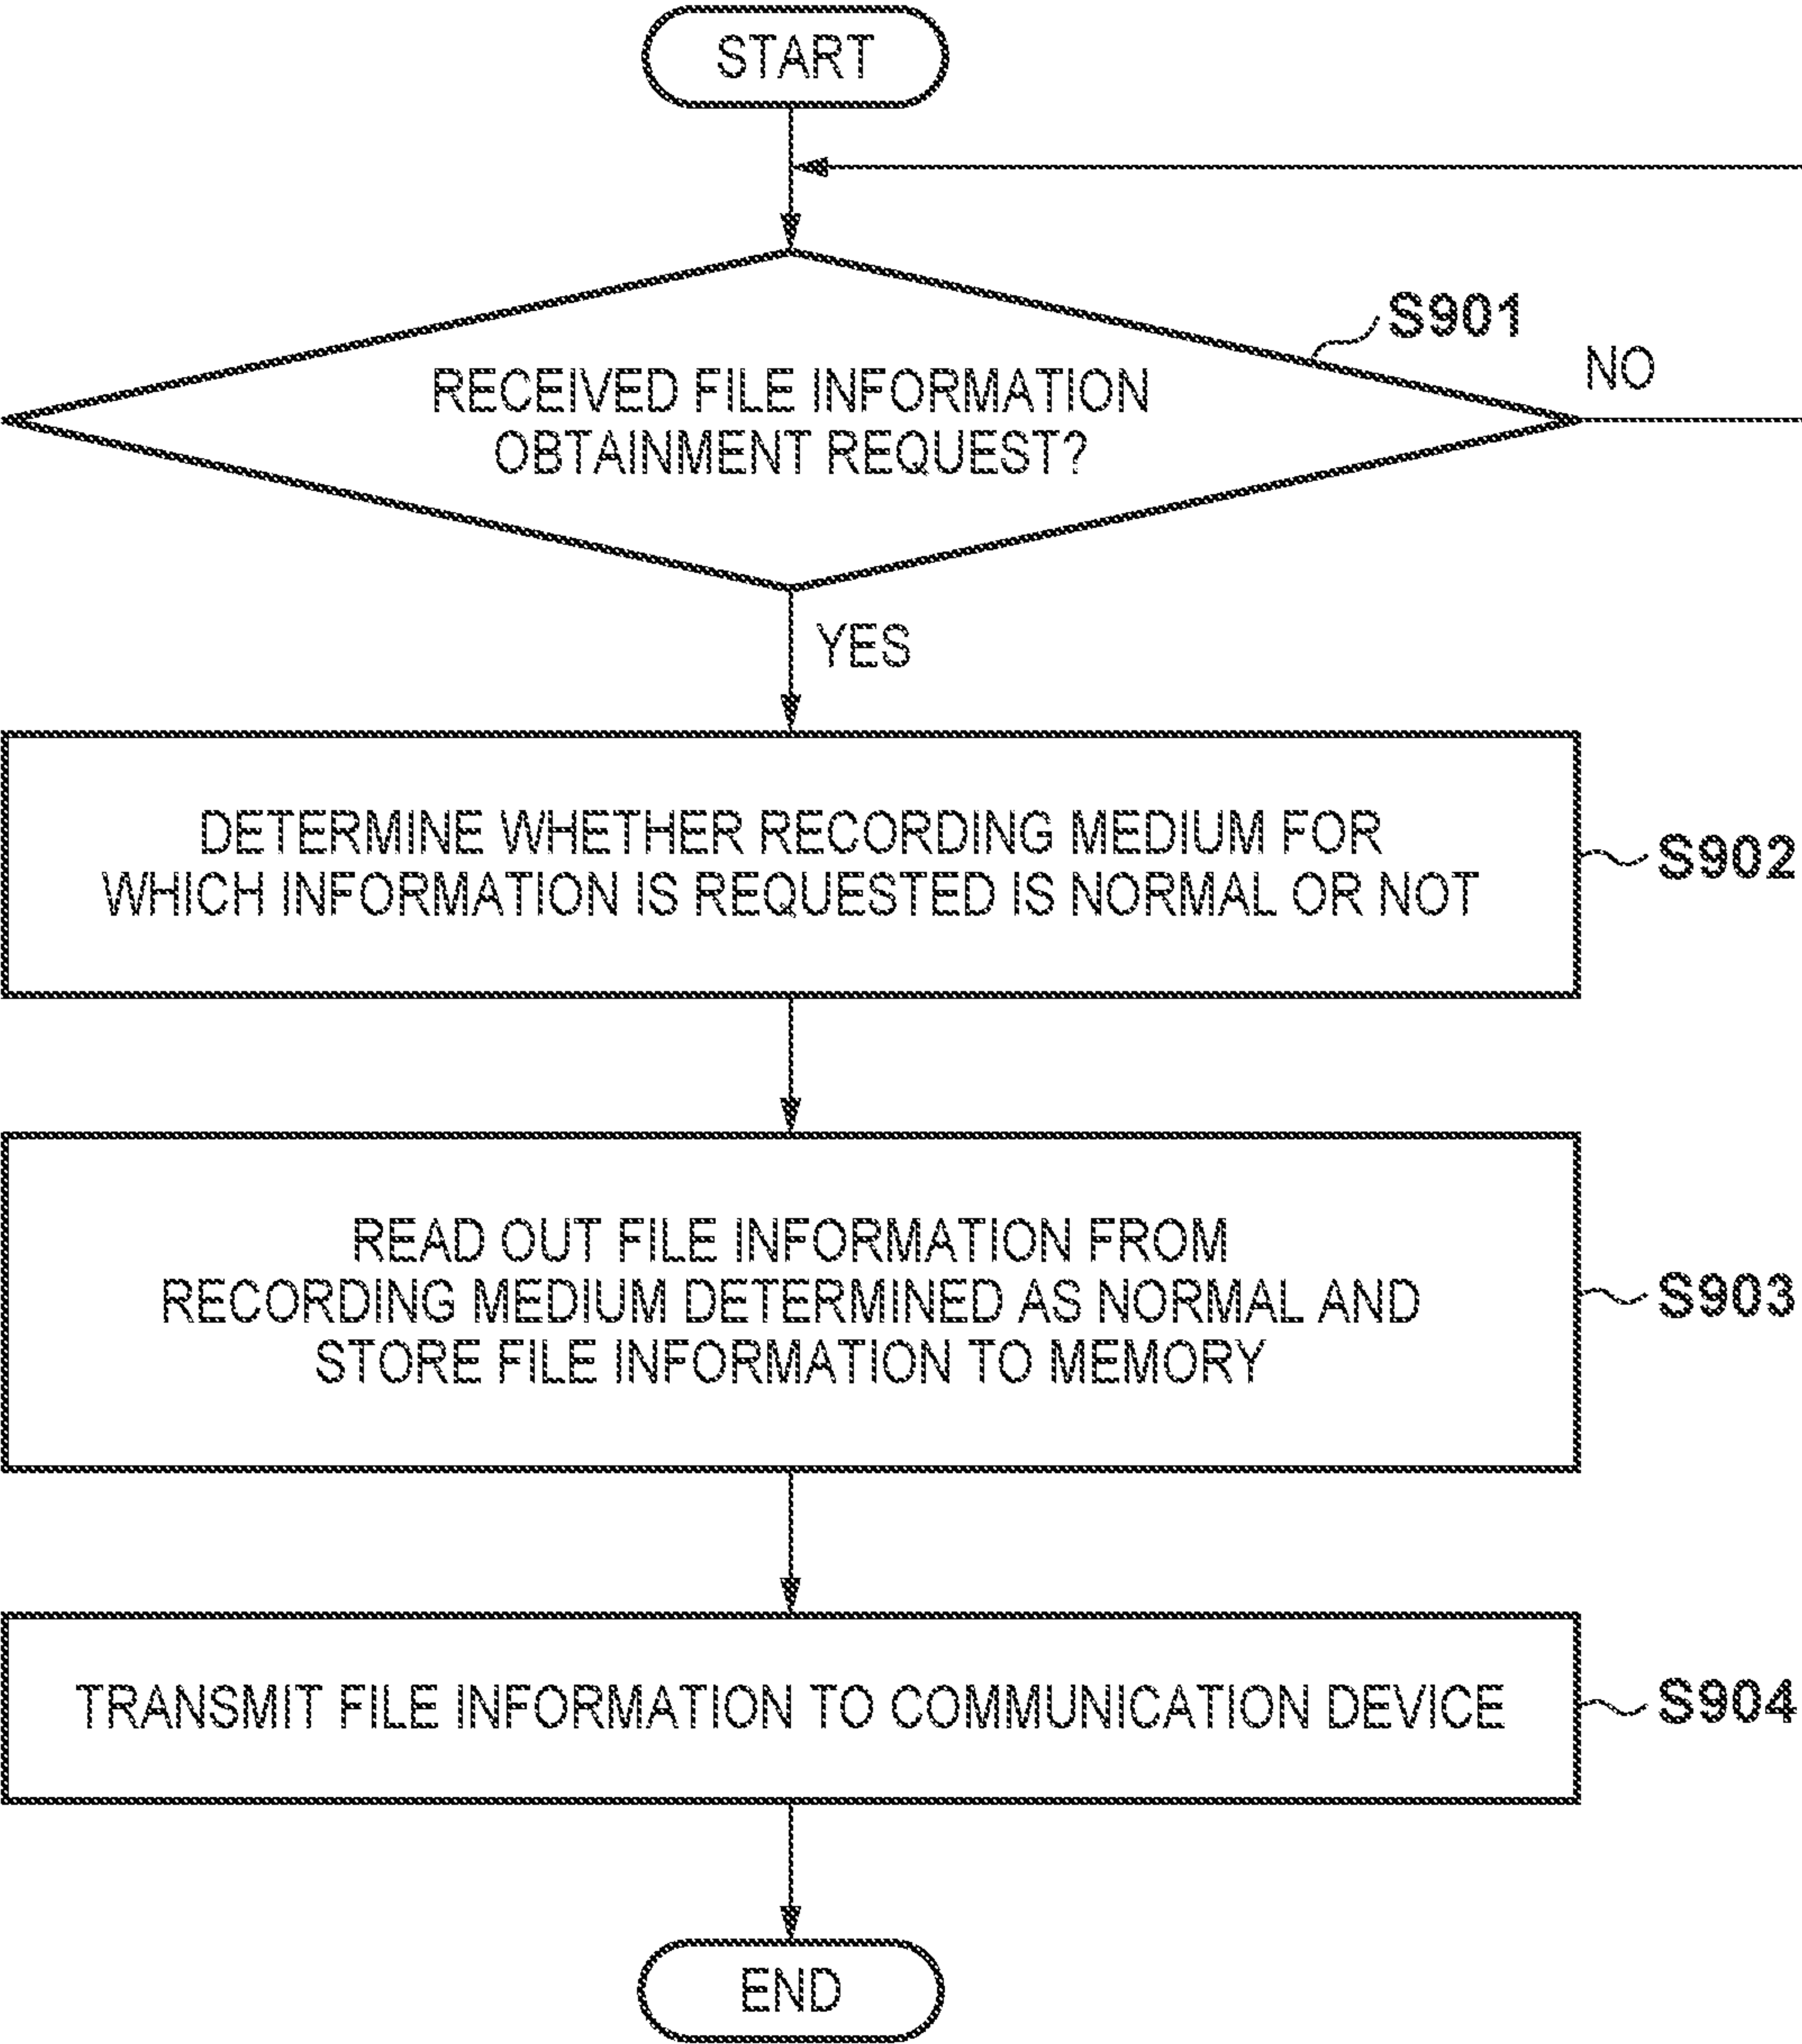 START
S901
NO
RECEIVED FILE INFORMATION
OBTAINMENT REQUEST?
YES
DETERMINE WHETHER RECORDING MEDIUM FOR
WHICH INFORMATION IS REQUESTED IS NORMAL OR NOT
S902
READ OUT FILE INFORMATION FROM
RECORDING MEDIUM DETERMINED AS NORMAL AND
STORE FILE INFORMATION TO MEMORY
S903
TRANSMIT FILE INFORMATION TO COMMUNICATION DEVICE
S904
END